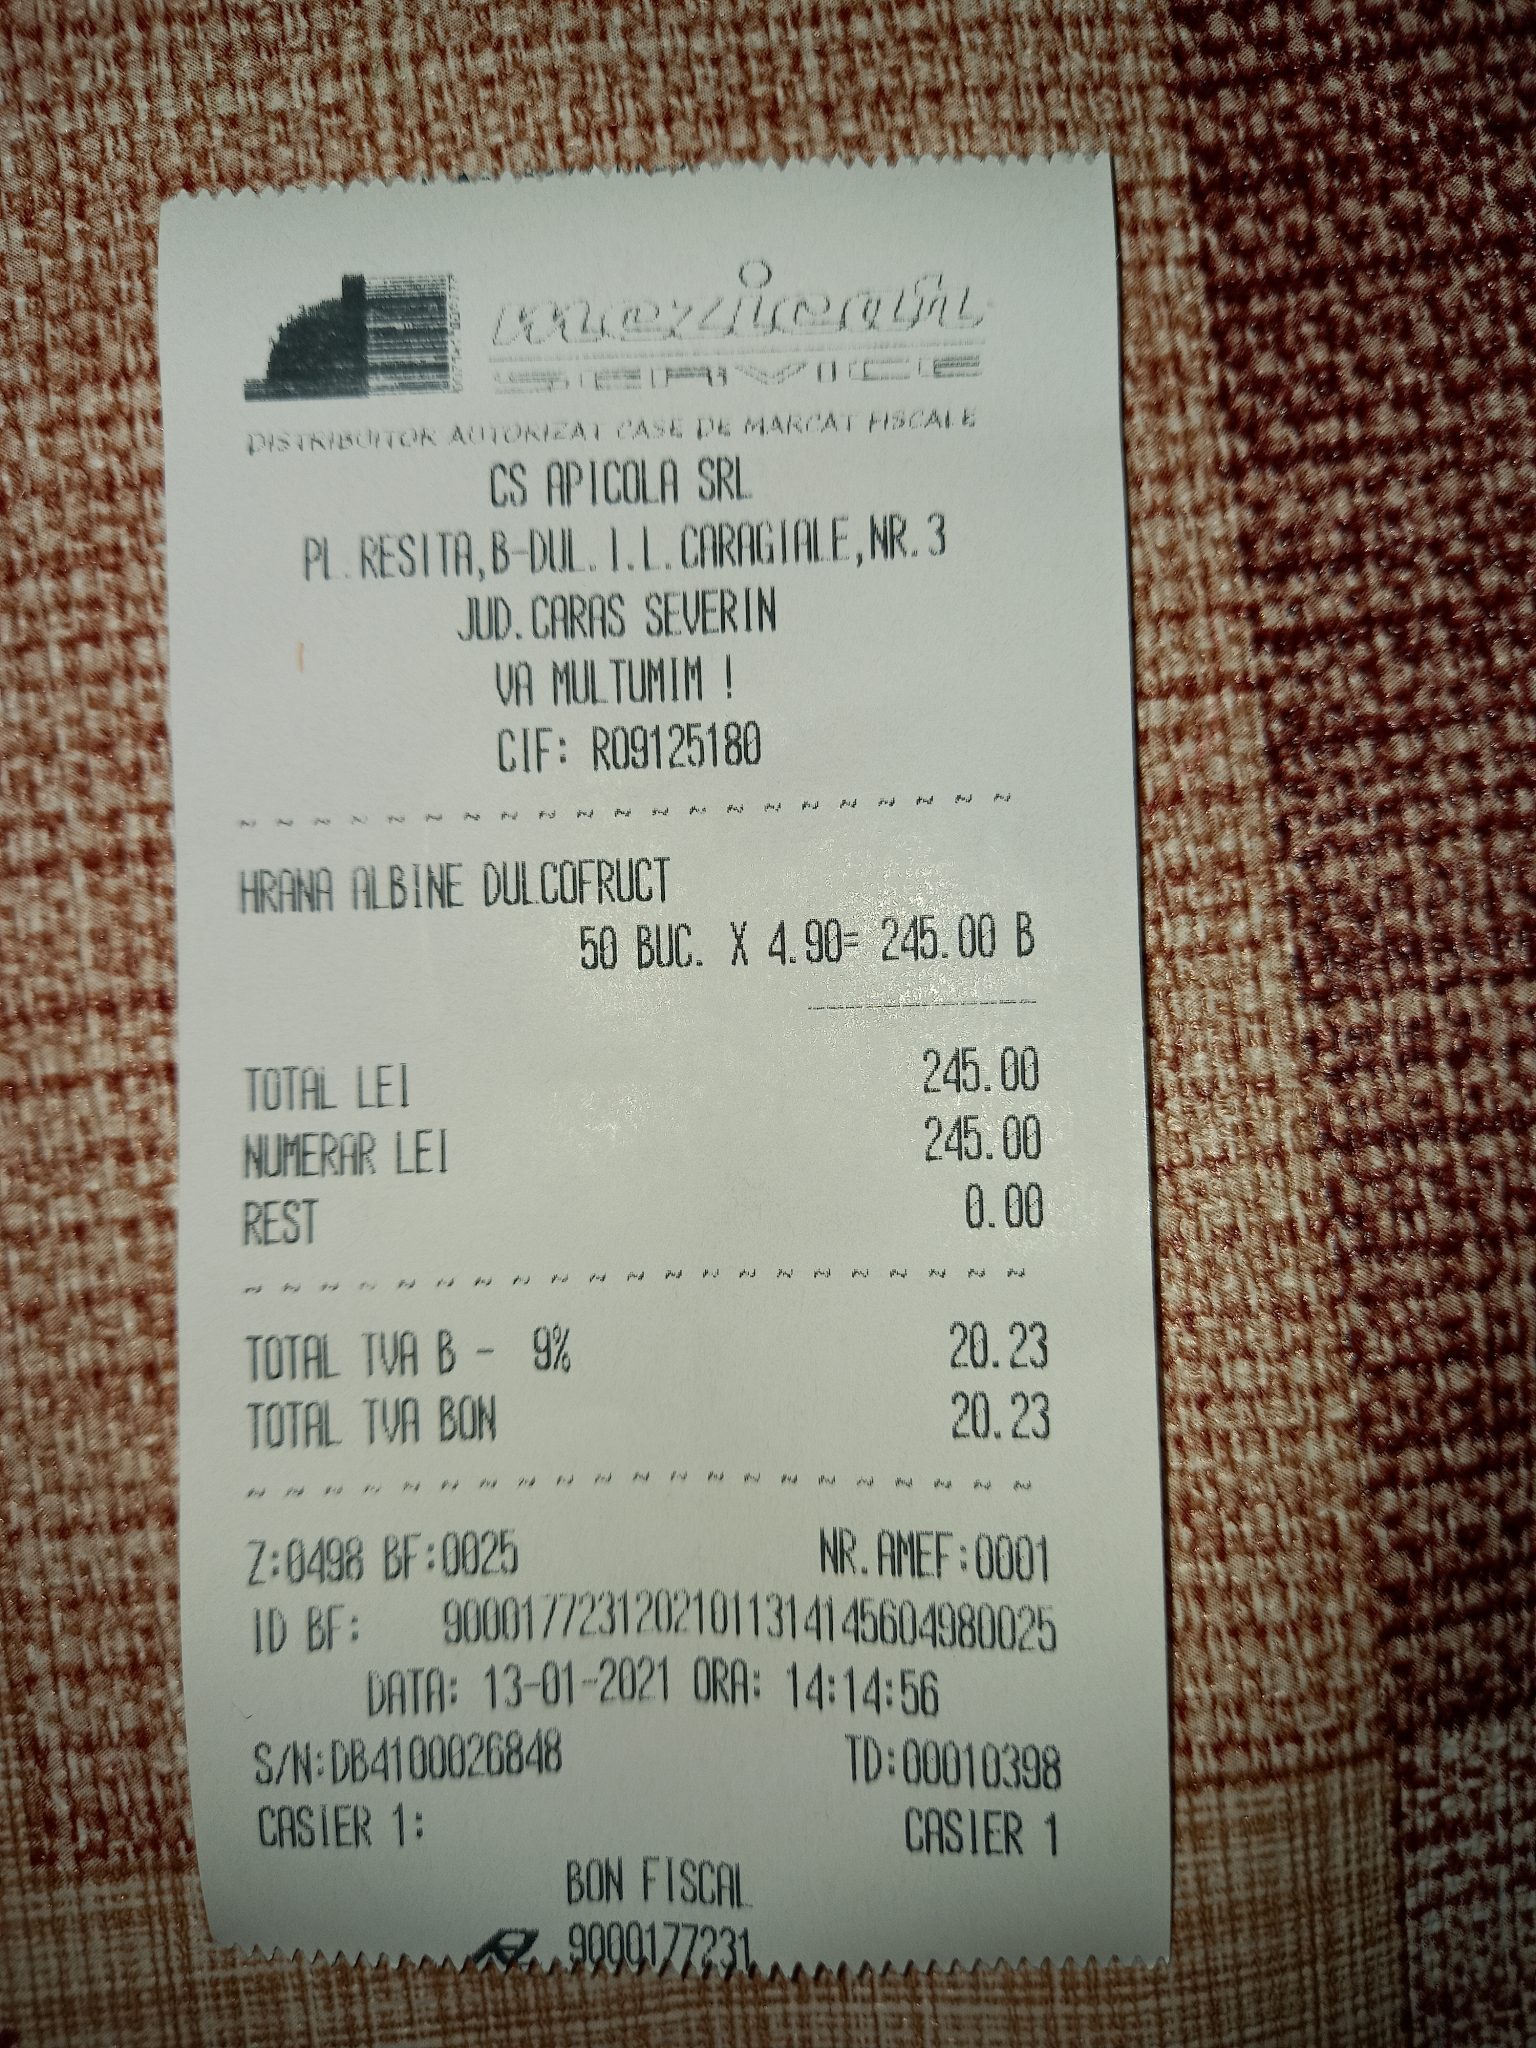 meridian
SERVICE
DISTRIBUITOR AUTORIZAT CASE DE MARCAT FISCALE
CS APICOLA SRL
PL.RESITA,B-DUL.I.L.CARAGIALE,NR.3
JUD.CARAS SEVERIN
VA MULTUMIM !
CIF: RO9125180
HRANA ALBINE DULCOFRUCT
50 BUC. X 4.90= 245.00 B
TOTAL LEI 245.00
NUMERAR LEI 245.00
REST 0.00
TOTAL TVA B - 9% 20.23
TOTAL TVA BON 20.23
Z:0498 BF:0025 NR.AMEF:0001
ID BF: 90001772312021011314145604980025
DATA: 13-01-2021 ORA: 14:14:56
S/N:DB4100026848 TD:00010398
CASIER 1: CASIER 1
BON FISCAL
9000177231